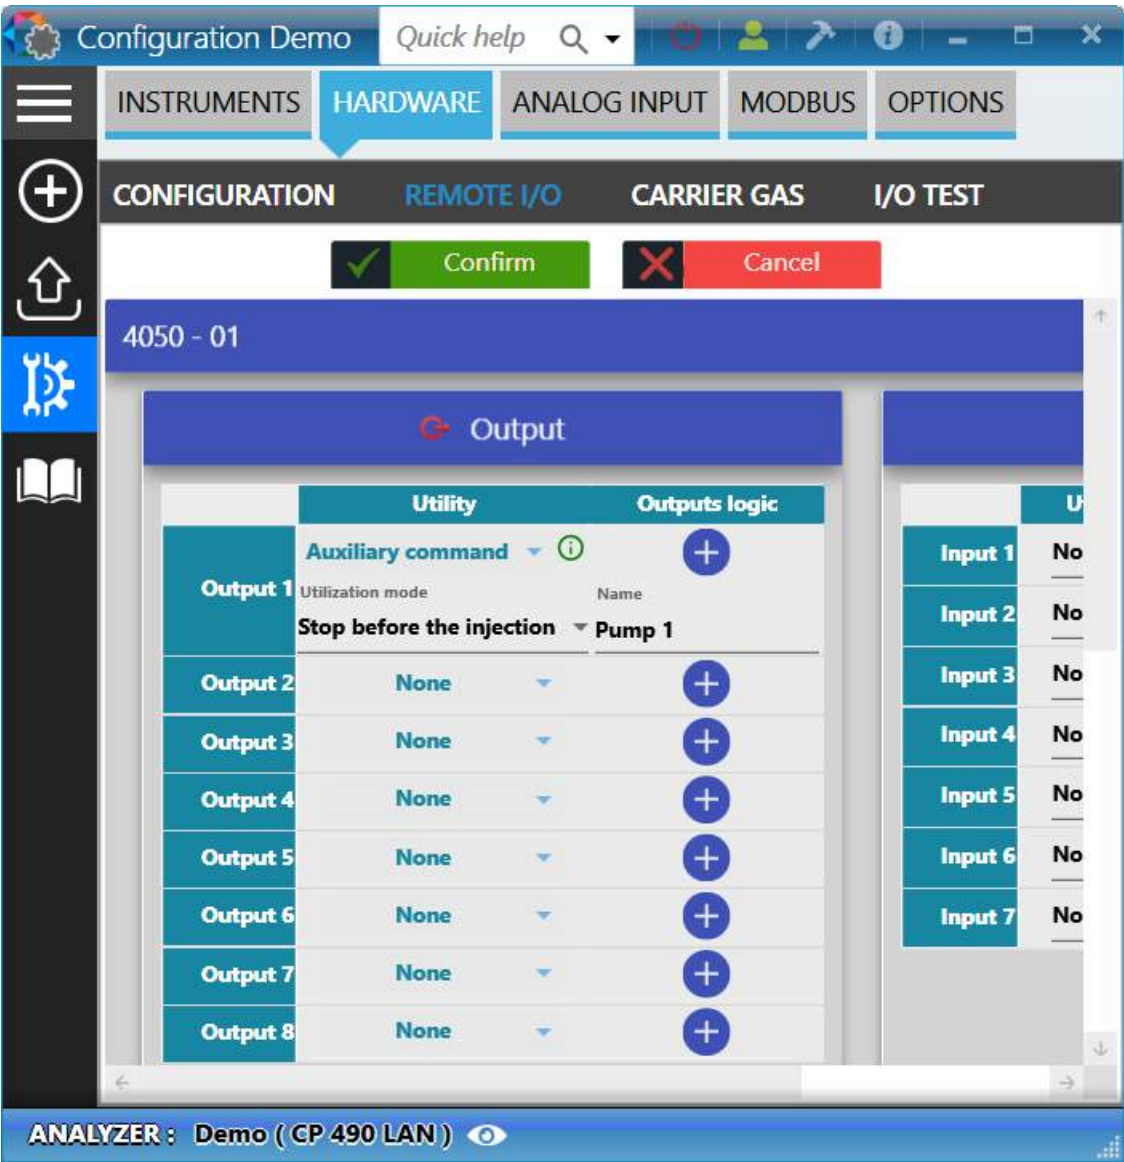 Configuration Demo Quick help
INSTRUMENTS HARDWARE ANALOG INPUT MODBUS OPTIONS
CONFIGURATION REMOTE I/O CARRIER GAS I/O TEST
Confirm Cancel
4050 - 01
Output
Utility Outputs logic
Auxiliary command
Output 1
Utilization mode Name
Stop before the injection Pump 1
Output 2 None
Output 3 None
Output 4 None
Output 5 None
Output 6 None
Output 7 None
Output 8 None
Input 1 No
Input 2 No
Input 3 No
Input 4 No
Input 5 No
Input 6 No
Input 7 No
ANALYZER : Demo ( CP 490 LAN )